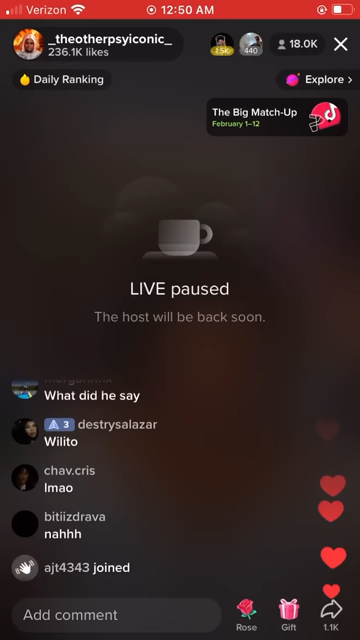 Verizon 12:50 AM
_theotherpsyiconic_
236.1K likes
1.5K
440
18.0K
Daily Ranking
Explore >
The Big Match-Up
February 1–12
LIVE paused
The host will be back soon.
What did he say
3 destrysalazar
Wilito
chav.cris
lmao
bitiizdrava
nahhh
ajt4343 joined
Add comment
Rose
Gift
1.1K